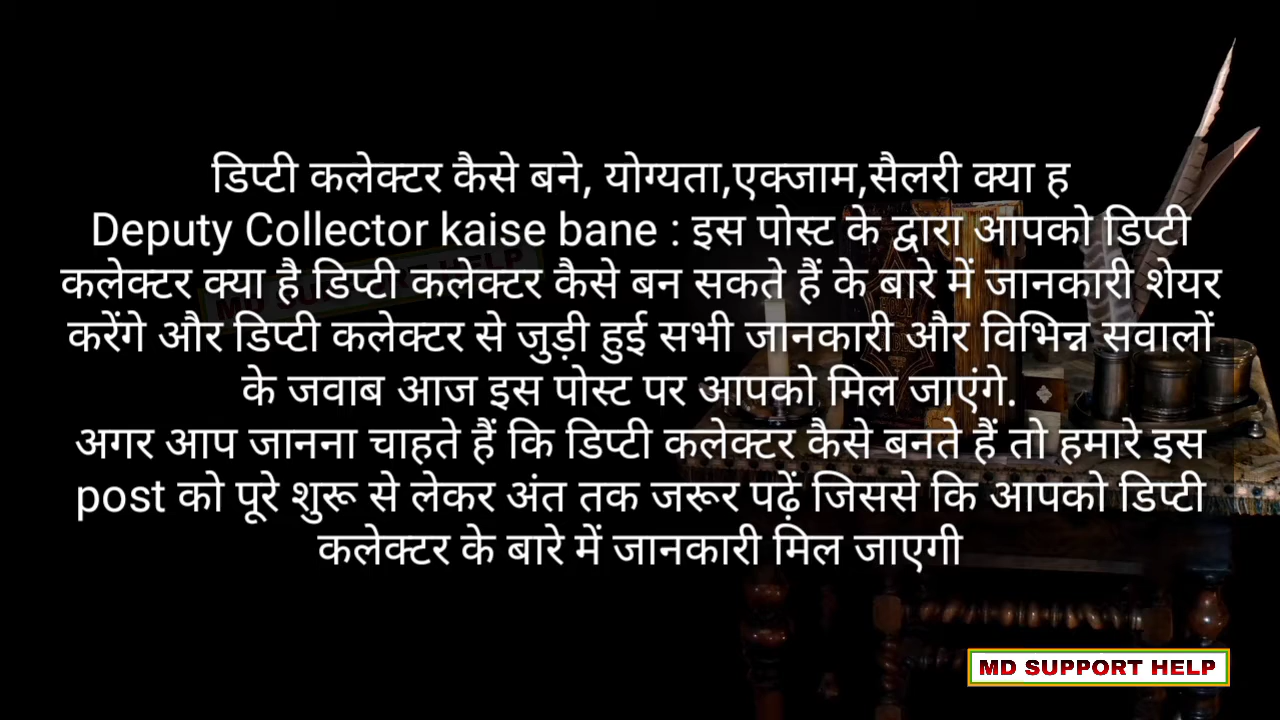 डिप्टी कलेक्टर कैसे बने, योग्यता,एक्जाम,सैलरी क्या ह
Deputy Collector kaise bane : इस पोस्ट के द्वारा आपको डिप्टी
कलेक्टर क्या है डिप्टी कलेक्टर कैसे बन सकते हैं के बारे में जानकारी शेयर
करेंगे और डिप्टी कलेक्टर से जुड़ी हुई सभी जानकारी और विभिन्न सवालों
के जवाब आज इस पोस्ट पर आपको मिल जाएंगे.
अगर आप जानना चाहते हैं कि डिप्टी कलेक्टर कैसे बनते हैं तो हमारे इस
post को पूरे शुरू से लेकर अंत तक जरूर पढ़ें जिससे कि आपको डिप्टी
कलेक्टर के बारे में जानकारी मिल जाएगी
MD SUPPORT HELP